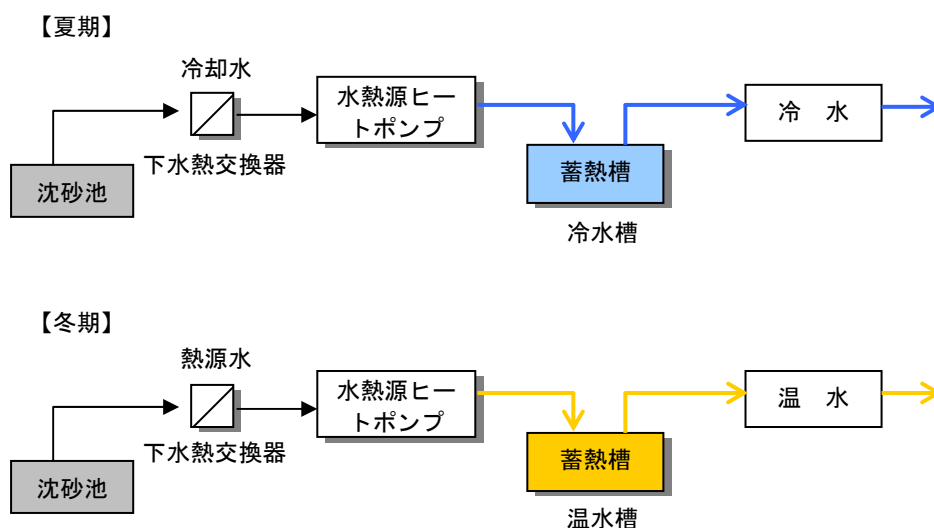 【夏期】
冷却水
水熱源ヒー
トポンプ
冷 水
下水熱交換器
蓄熱槽
沈砂池
冷水槽
【冬期】
熱源水
水熱源ヒー
トポンプ
温 水
下水熱交換器
蓄熱槽
沈砂池
温水槽